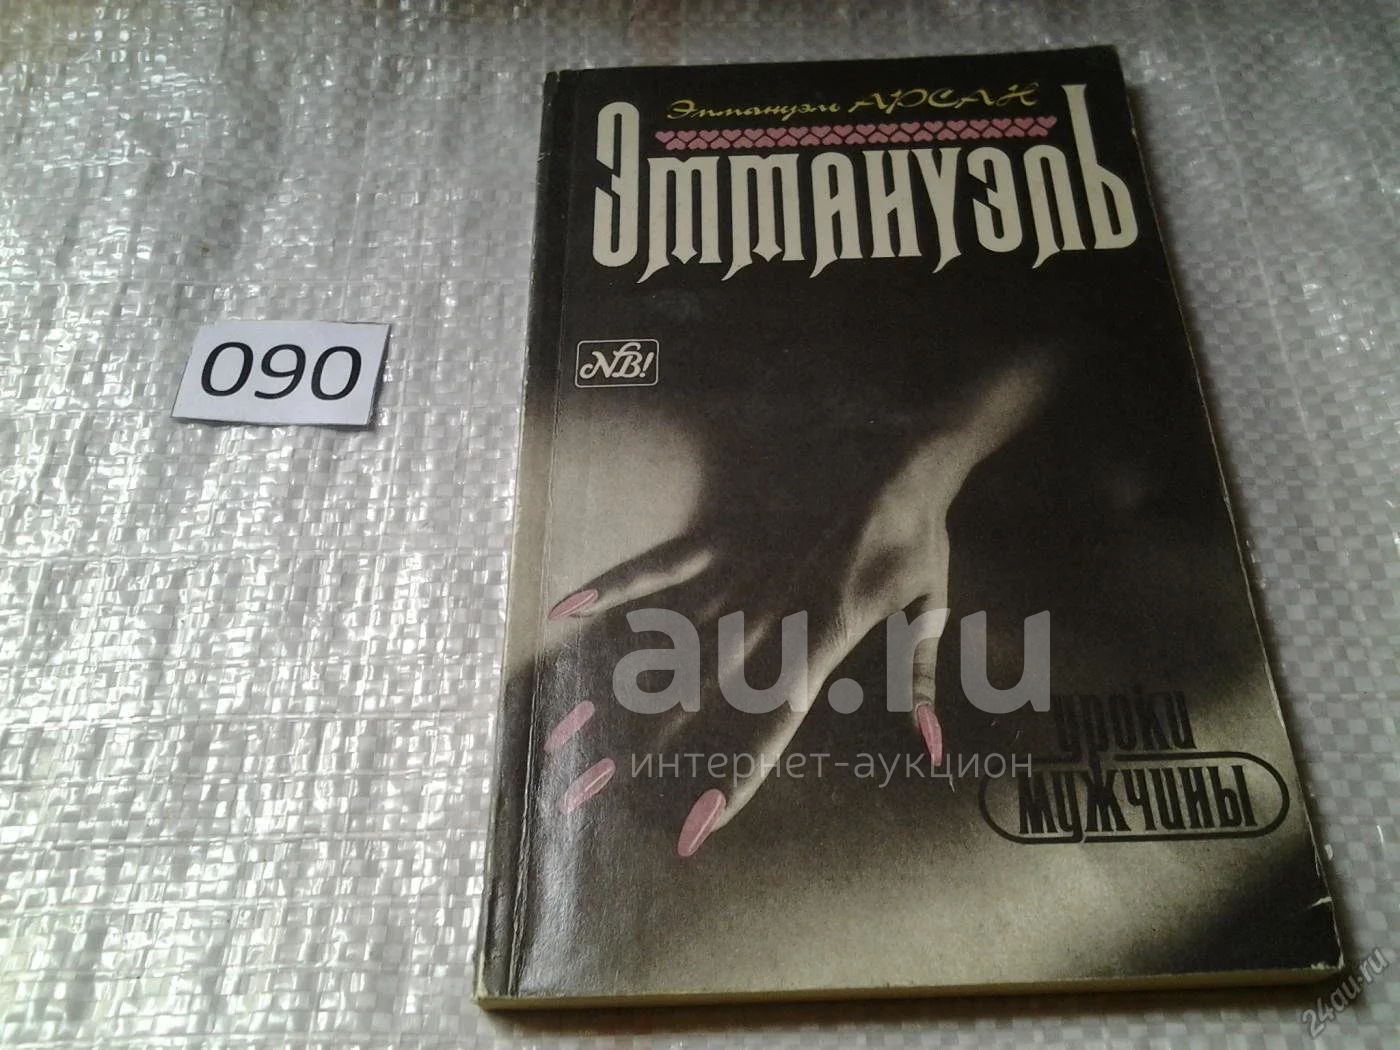 Эммануэль АРСАН
Эммануэль
NB!
090
au.ru
интернет-аукцион
уроки
мужчины
24au.ru